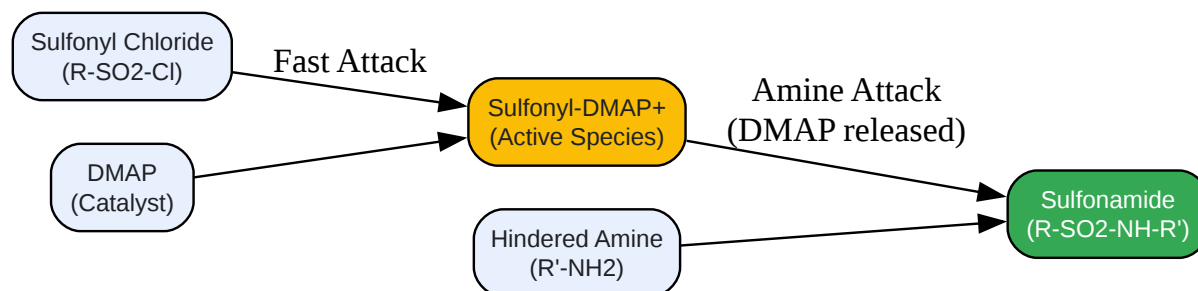 Sulfonyl Chloride
(R-SO2-Cl)
Fast Attack
DMAP
(Catalyst)
Sulfonyl-DMAP+
(Active Species)
Amine Attack
(DMAP released)
Hindered Amine
(R'-NH2)
Sulfonamide
(R-SO2-NH-R')